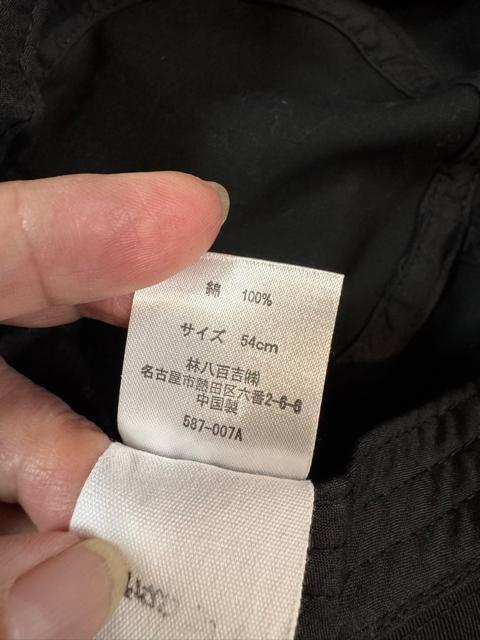 綿 100%
サイズ 54cm
林八百吉㈱
名古屋市熱田区六番2-6-6
中国製
587-007A